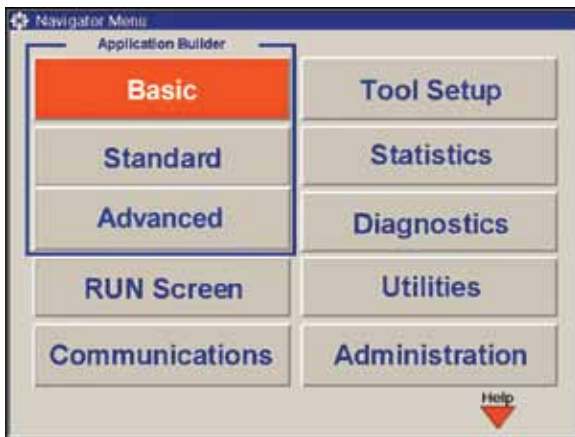 Navigator Menu
Application Builder
Basic
Standard
Advanced
RUN Screen
Communications
Tool Setup
Statistics
Diagnostics
Utilities
Administration
Help